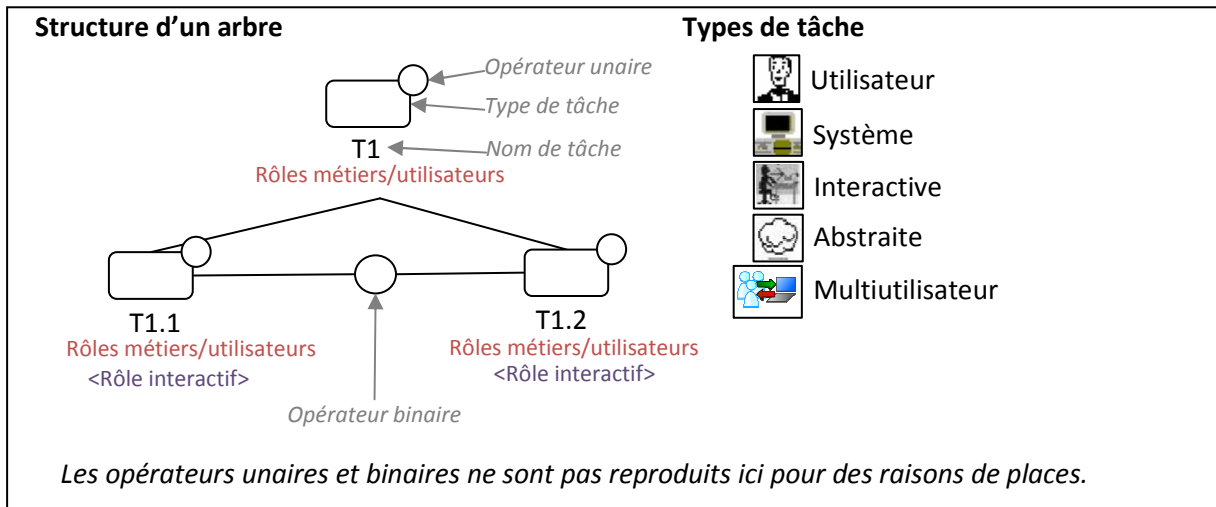 Structure d’un arbre
Opérateur unaire
Type de tâche
T1
Nom de tâche
Rôles métiers/utilisateurs
T1.1
Rôles métiers/utilisateurs
<Rôle interactif>
T1.2
Rôles métiers/utilisateurs
<Rôle interactif>
Opérateur binaire
Types de tâche
Utilisateur
Système
Interactive
Abstraite
Multiutilisateur
Les opérateurs unaires et binaires ne sont pas reproduits ici pour des raisons de places.